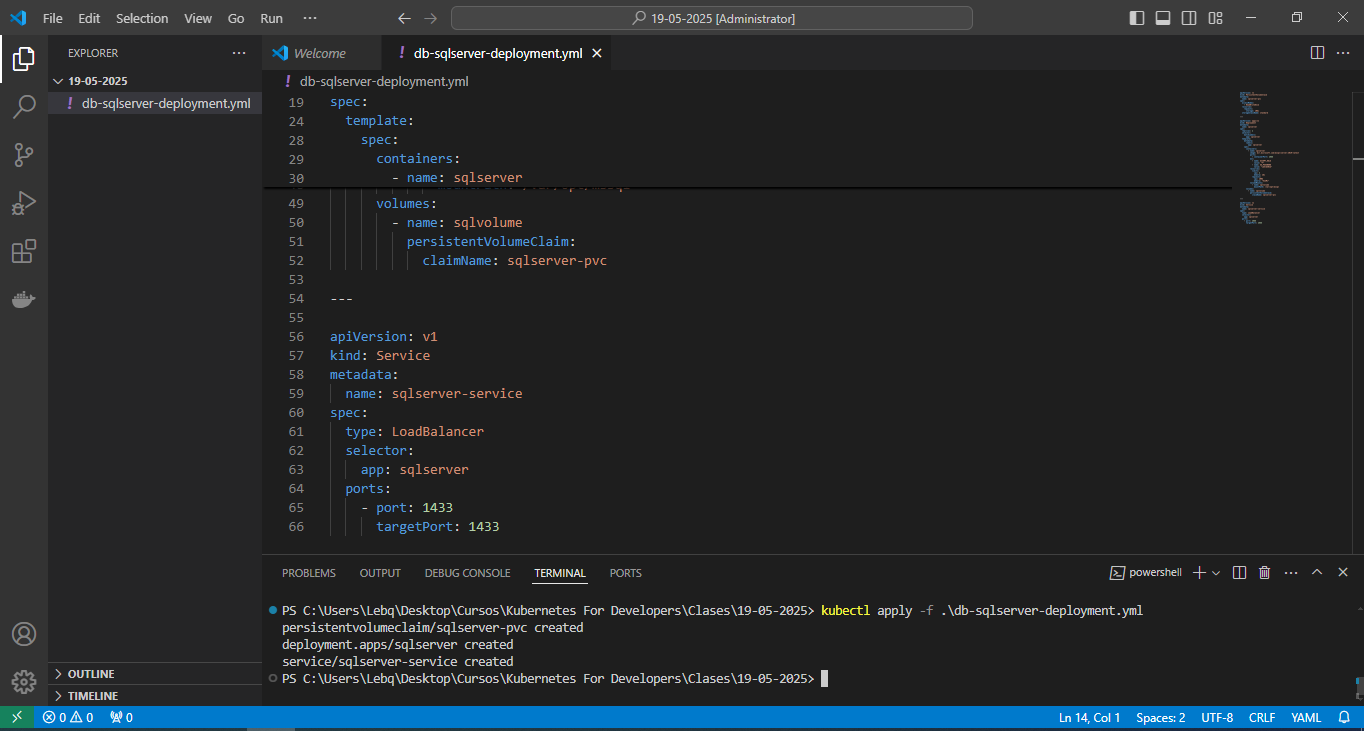 File Edit Selection View Go Run ···
19-05-2025 [Administrator]
EXPLORER
19-05-2025
! db-sqlserver-deployment.yml
OUTLINE
TIMELINE
Welcome
! db-sqlserver-deployment.yml
! db-sqlserver-deployment.yml
19 spec:
24 template:
28 spec:
29 containers:
30 - name: sqlserver
49 volumes:
50 - name: sqlvolume
51 persistentVolumeClaim:
52 claimName: sqlserver-pvc
53
54 ---
55
56 apiVersion: v1
57 kind: Service
58 metadata:
59 name: sqlserver-service
60 spec:
61 type: LoadBalancer
62 selector:
63 app: sqlserver
64 ports:
65 - port: 1433
66 targetPort: 1433
PROBLEMS OUTPUT DEBUG CONSOLE TERMINAL PORTS
powershell
PS C:\Users\Lebq\Desktop\Cursos\Kubernetes For Developers\Clases\19-05-2025> kubectl apply -f .\db-sqlserver-deployment.yml
persistentvolumeclaim/sqlserver-pvc created
deployment.apps/sqlserver created
service/sqlserver-service created
PS C:\Users\Lebq\Desktop\Cursos\Kubernetes For Developers\Clases\19-05-2025>
0 0 0
Ln 14, Col 1 Spaces: 2 UTF-8 CRLF YAML